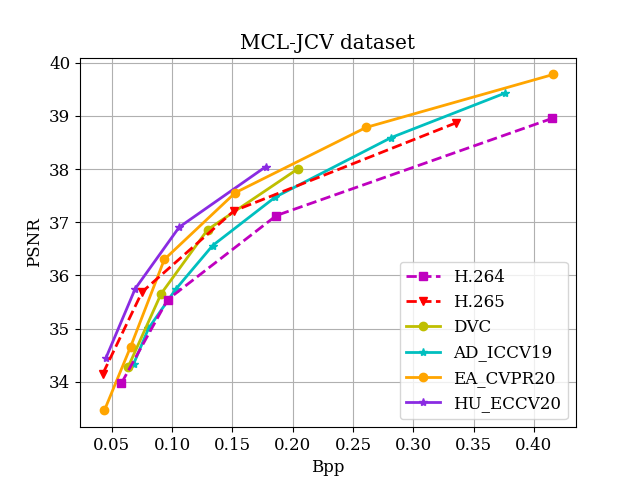 MCL-JCV dataset
40
39
38
37
36
35
34
PSNR
0.05 0.10 0.15 0.20 0.25 0.30 0.35 0.40
Bpp
H.264
H.265
DVC
AD_ICCV19
EA_CVPR20
HU_ECCV20